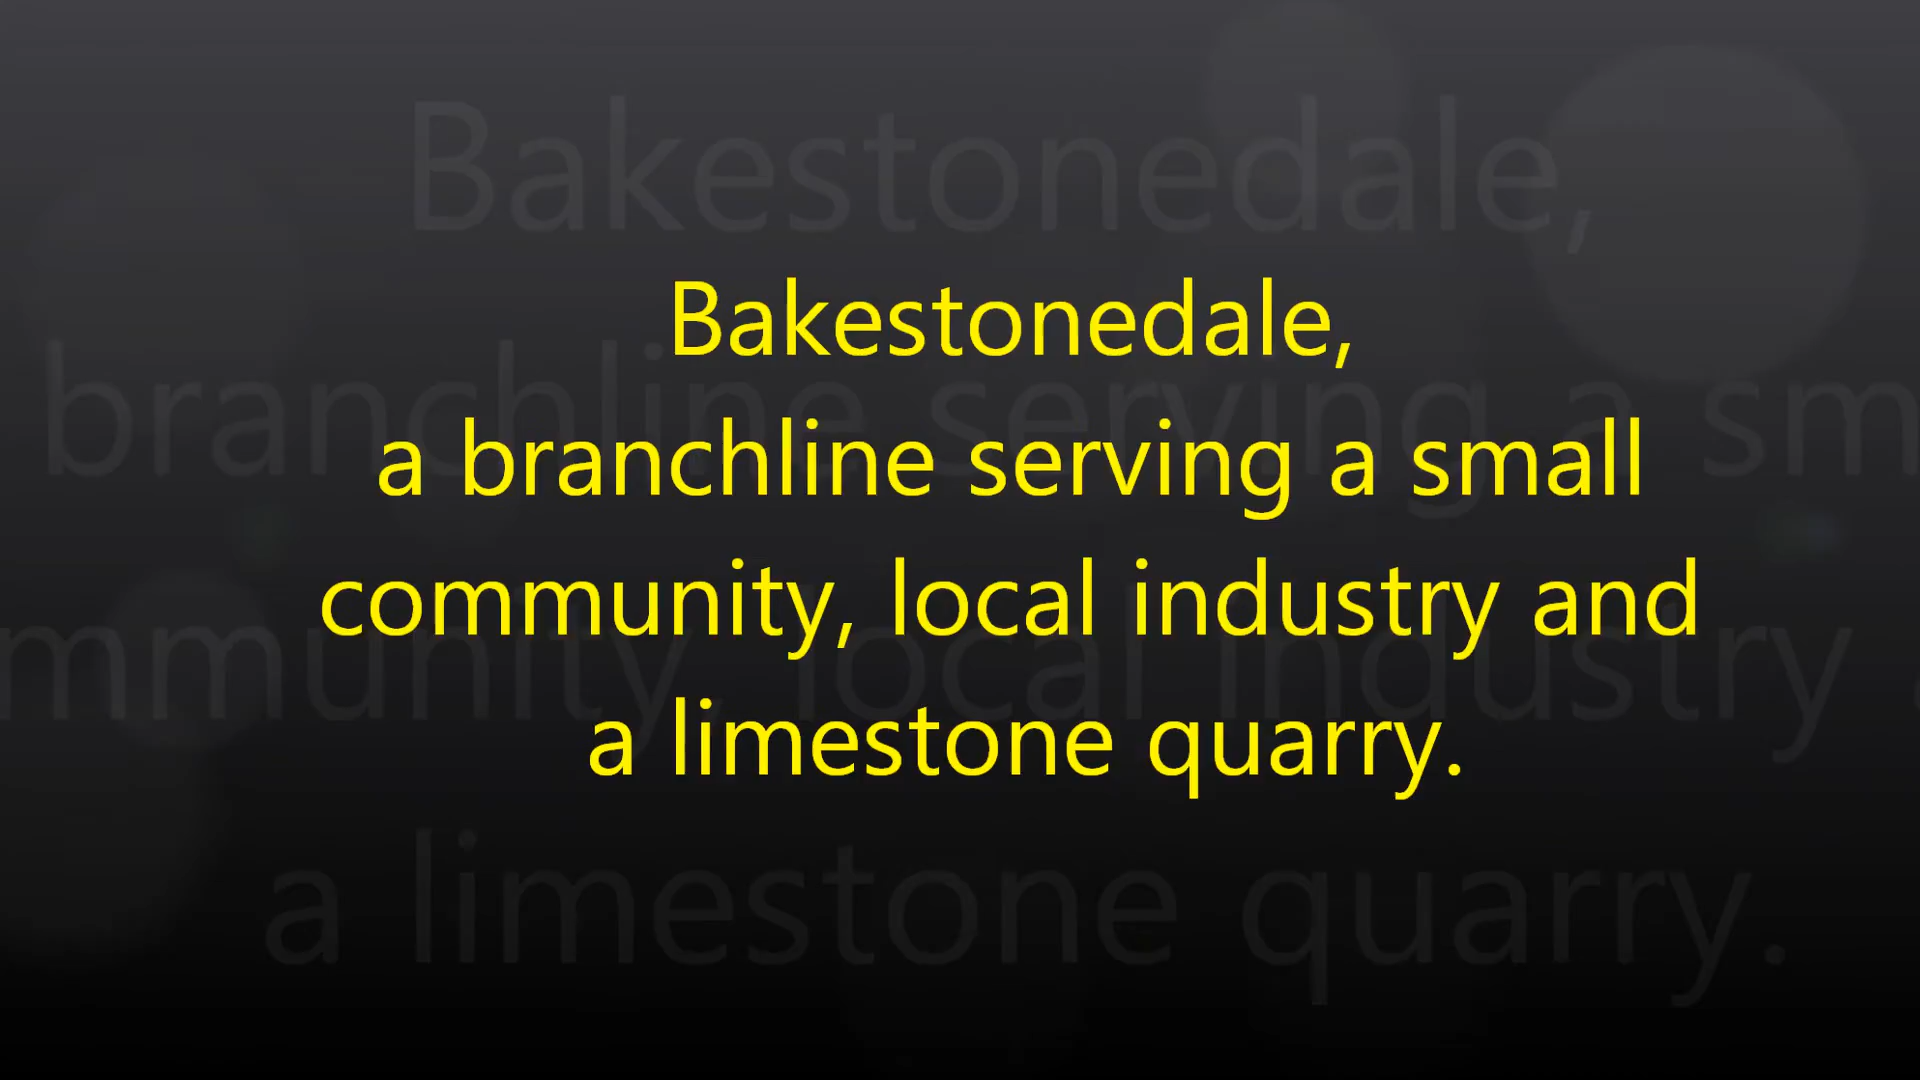 Bakestonedale,
a branchline serving a small
community, local industry and
a limestone quarry.